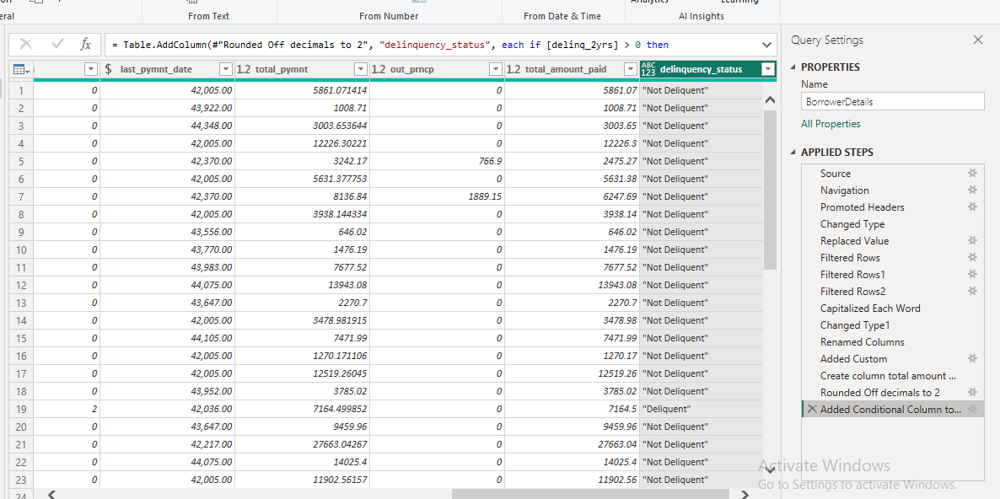 From Text
From Number
From Date & Time
AI Insights
fx
= Table.AddColumn(#"Rounded Off decimals to 2", "delinquency_status", each if [delinq_2yrs] > 0 then
$ last_pymnt_date 1.2 total_pymnt 1.2 out_prncp 1.2 total_amount_paid ABC 123 delinquency_status
1 0 42,005.00 5861.071414 0 5861.07 "Not Deliquent"
2 0 43,922.00 1008.71 0 1008.71 "Not Deliquent"
3 0 44,348.00 3003.653644 0 3003.65 "Not Deliquent"
4 0 42,005.00 12226.30221 0 12226.3 "Not Deliquent"
5 0 42,370.00 3242.17 766.9 2475.27 "Not Deliquent"
6 0 42,005.00 5631.377753 0 5631.38 "Not Deliquent"
7 0 42,370.00 8136.84 1889.15 6247.69 "Not Deliquent"
8 0 42,005.00 3938.144334 0 3938.14 "Not Deliquent"
9 0 43,556.00 646.02 0 646.02 "Not Deliquent"
10 0 43,770.00 1476.19 0 1476.19 "Not Deliquent"
11 0 43,983.00 7677.52 0 7677.52 "Not Deliquent"
12 0 44,075.00 13943.08 0 13943.08 "Not Deliquent"
13 0 43,647.00 2270.7 0 2270.7 "Not Deliquent"
14 0 42,005.00 3478.981915 0 3478.98 "Not Deliquent"
15 0 44,105.00 7471.99 0 7471.99 "Not Deliquent"
16 0 42,005.00 1270.171106 0 1270.17 "Not Deliquent"
17 0 42,005.00 12519.26045 0 12519.26 "Not Deliquent"
18 0 43,952.00 3785.02 0 3785.02 "Not Deliquent"
19 2 42,036.00 7164.499852 0 7164.5 "Deliquent"
20 0 43,647.00 9459.96 0 9459.96 "Not Deliquent"
21 0 42,217.00 27663.04267 0 27663.04 "Not Deliquent"
22 0 44,075.00 14025.4 0 14025.4 "Not Deliquent"
23 0 42,005.00 11902.56157 0 11902.56 "Not Deliquent"
24
Query Settings
PROPERTIES
Name
BorrowerDetails
All Properties
APPLIED STEPS
Source
Navigation
Promoted Headers
Changed Type
Replaced Value
Filtered Rows
Filtered Rows1
Filtered Rows2
Capitalized Each Word
Changed Type1
Renamed Columns
Added Custom
Create column total amount ...
Rounded Off decimals to 2
Added Conditional Column to...
Activate Windows
Go to Settings to activate Windows.